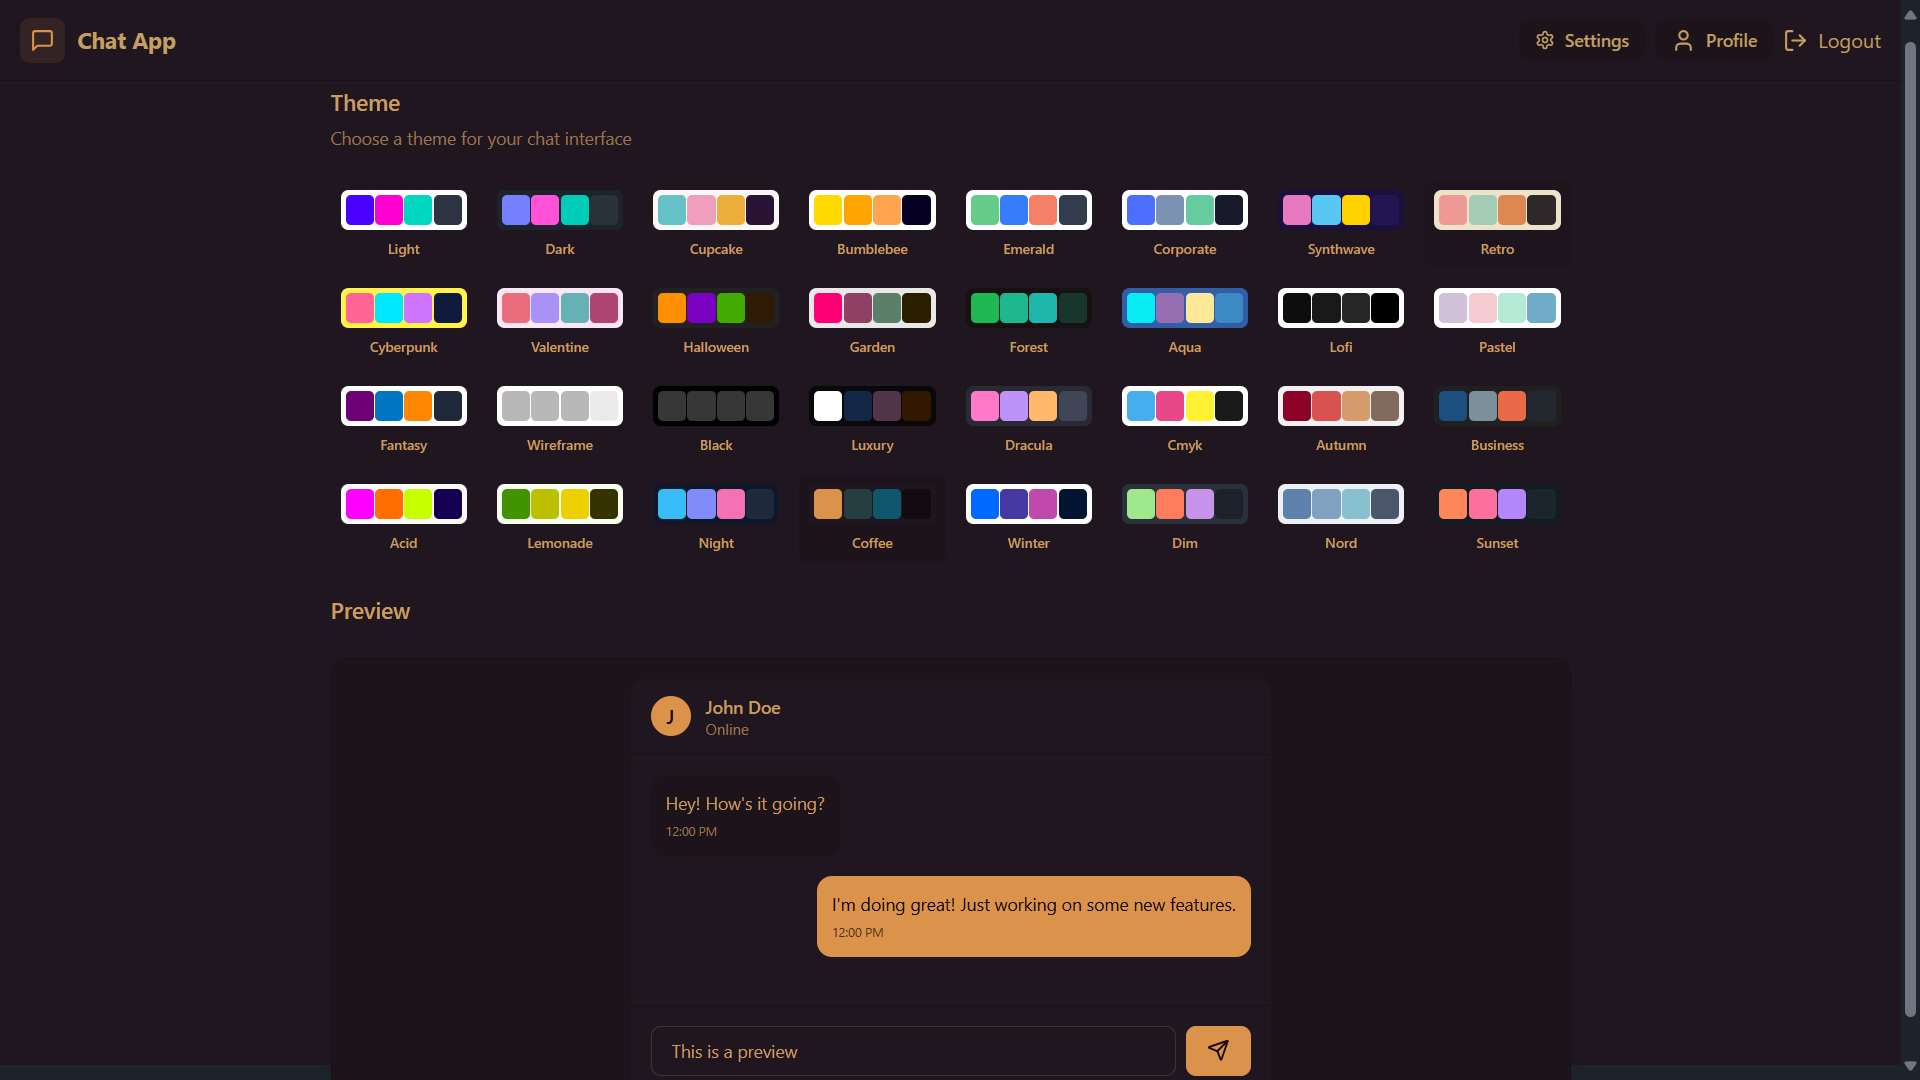 Chat App
Settings
Profile
Logout
Theme
Choose a theme for your chat interface
Light
Dark
Cupcake
Bumblebee
Emerald
Corporate
Synthwave
Retro
Cyberpunk
Valentine
Halloween
Garden
Forest
Aqua
Lofi
Pastel
Fantasy
Wireframe
Black
Luxury
Dracula
Cmyk
Autumn
Business
Acid
Lemonade
Night
Coffee
Winter
Dim
Nord
Sunset
Preview
J
John Doe
Online
Hey! How's it going?
12:00 PM
I'm doing great! Just working on some new features.
12:00 PM
This is a preview